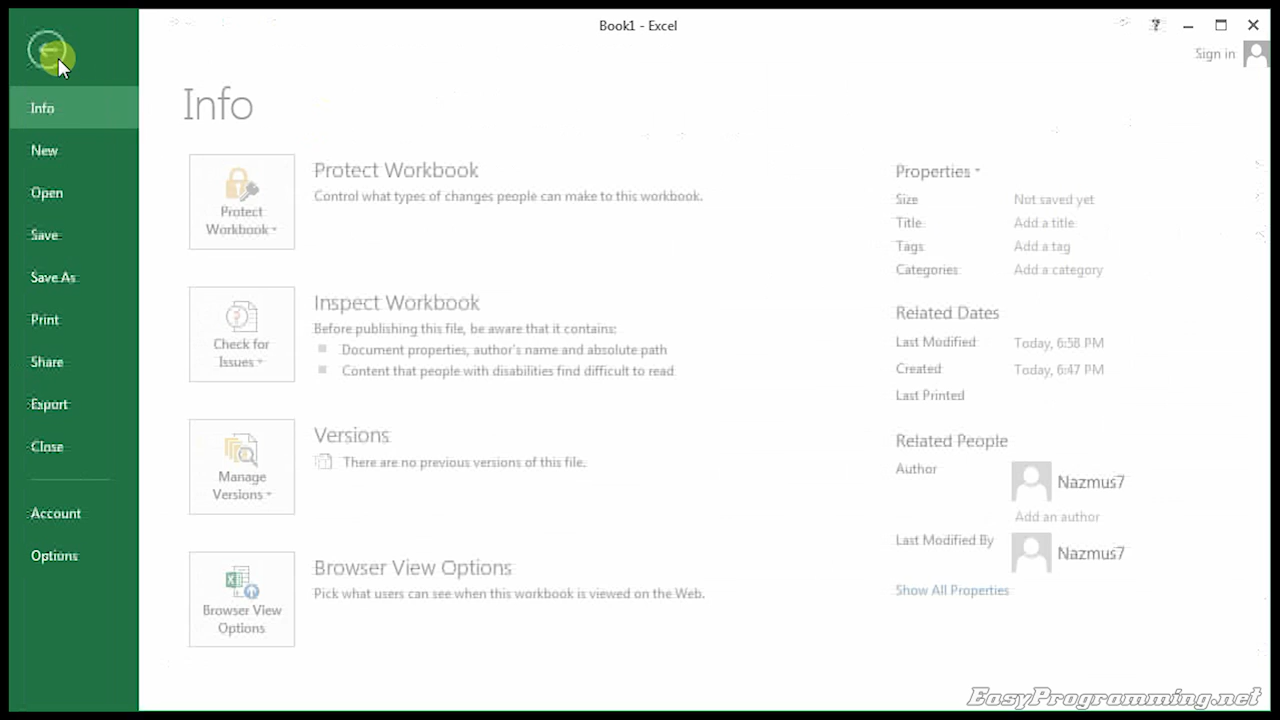 Book1 - Excel
?
Sign in
Info
New
Open
Save
Save As
Print
Share
Export
Close
Account
Options
Info
Protect Workbook
Protect Workbook
Control what types of changes people can make to this workbook.
Check for Issues
Inspect Workbook
Before publishing this file, be aware that it contains:
Document properties, author's name and absolute path
Content that people with disabilities find difficult to read
Manage Versions
Versions
There are no previous versions of this file.
Browser View Options
Browser View Options
Pick what users can see when this workbook is viewed on the Web.
Properties
Size Not saved yet
Title Add a title
Tags Add a tag
Categories Add a category
Related Dates
Last Modified Today, 6:58 PM
Created Today, 6:47 PM
Last Printed
Related People
Author Nazmus7
Add an author
Last Modified By Nazmus7
Show All Properties
EasyProgramming.net